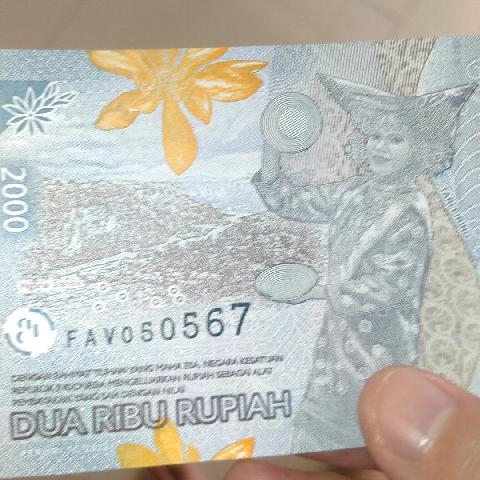 2000
FAV050567
DENGAN RAHMAT TUHAN YANG MAHA ESA, NEGARA KESATUAN
REPUBLIK INDONESIA MENGELUARKAN RUPIAH SEBAGAI ALAT
PEMBAYARAN YANG SAH DENGAN NILAI
DUA RIBU RUPIAH